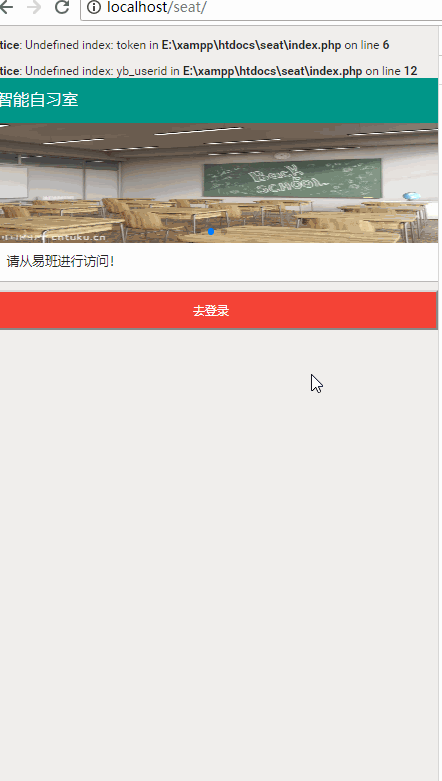 localhost/seat/
tice: Undefined index: token in E:\xampp\htdocs\seat\index.php on line 6
tice: Undefined index: yb_userid in E:\xampp\htdocs\seat\index.php on line 12
智能自习室
BACK
SCHOOL
请从易班进行访问！
去登录